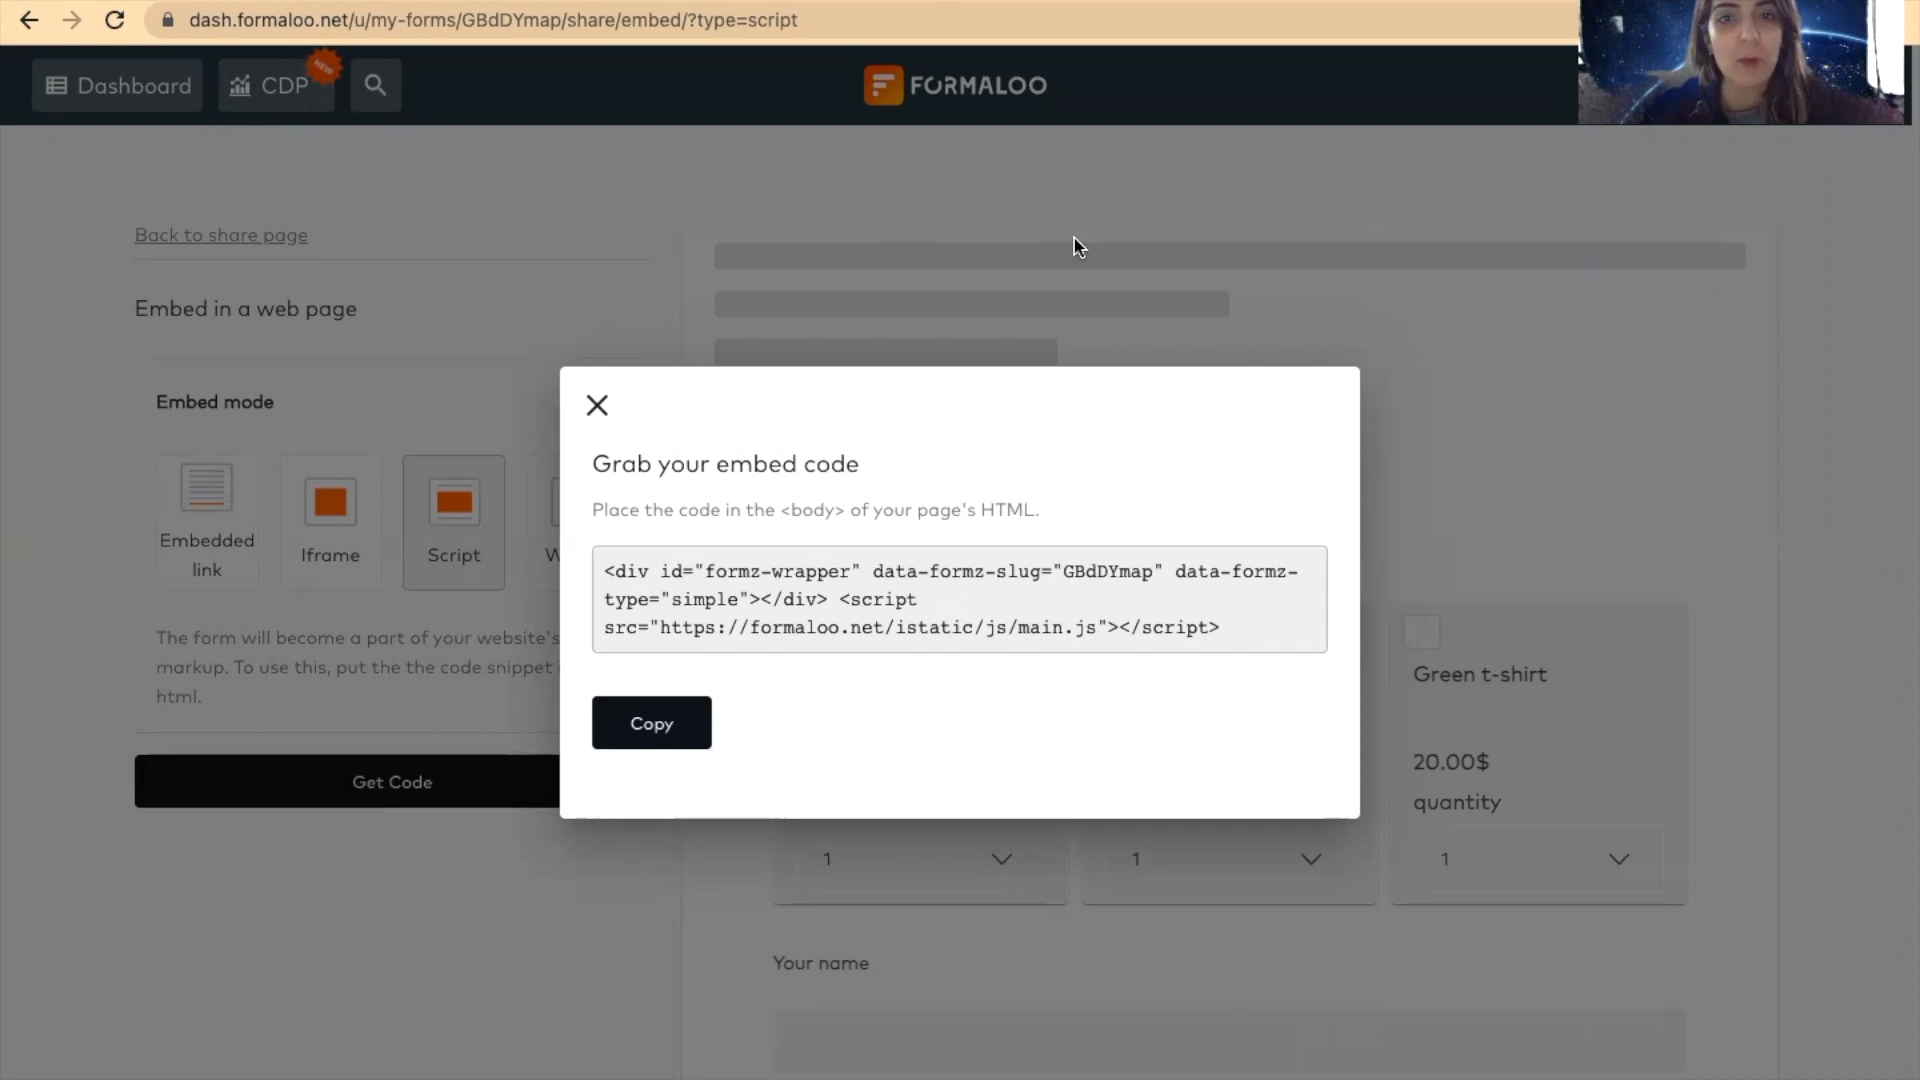 dash.formaloo.net/u/my-forms/GBdDYmap/share/embed/?type=script
Dashboard
CDP
NEW
FORMALOO
Back to share page
Embed in a web page
Embed mode
Embedded
link
Iframe
Script
W
The form will become a part of your website's
markup. To use this, put the the code snippet
html.
Get Code
Grab your embed code
Place the code in the <body> of your page's HTML.
<div id="formz-wrapper" data-formz-slug="GBdDYmap" data-formz-
type="simple"></div> <script
src="https://formaloo.net/istatic/js/main.js"></script>
Copy
Green t-shirt
20.00$
quantity
1
1
1
Your name